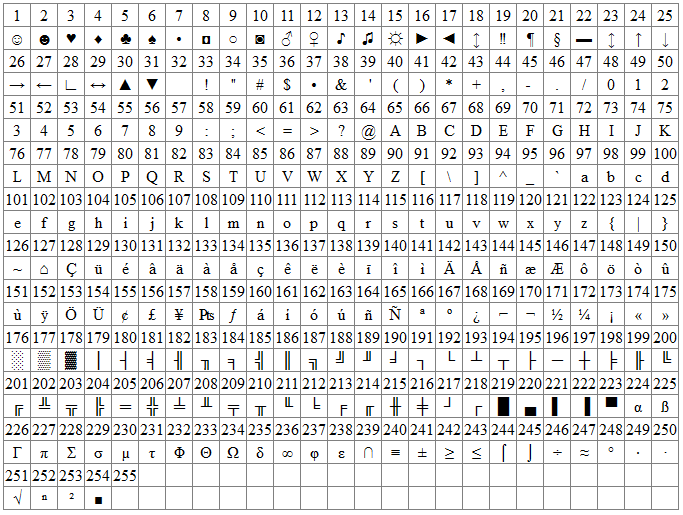 1 2 3 4 5 6 7 8 9 10 11 12 13 14 15 16 17 18 19 20 21 22 23 24 25
☺ ☻ ♥ ♦ ♣ ♠ • ◘ ○ ◙ ♂ ♀ ♪ ♫ ☼ ► ◄ ↕ ‼ ¶ § ▬ ↕ ↑ ↓
26 27 28 29 30 31 32 33 34 35 36 37 38 39 40 41 42 43 44 45 46 47 48 49 50
→ ← ∟ ↔ ▲ ▼ ! " # $ • & ' ( ) * + , - . / 0 1 2
51 52 53 54 55 56 57 58 59 60 61 62 63 64 65 66 67 68 69 70 71 72 73 74 75
3 4 5 6 7 8 9 : ; < = > ? @ A B C D E F G H I J K
76 77 78 79 80 81 82 83 84 85 86 87 88 89 90 91 92 93 94 95 96 97 98 99 100
L M N O P Q R S T U V W X Y Z [ \ ] ^ _ ` a b c d
101 102 103 104 105 106 107 108 109 110 111 112 113 114 115 116 117 118 119 120 121 122 123 124 125
e f g h i j k l m n o p q r s t u v w x y z { | }
126 127 128 129 130 131 132 133 134 135 136 137 138 139 140 141 142 143 144 145 146 147 148 149 150
~ ⌂ Ç ü é â ä à å ç ê ë è ï î ì Ä Å ñ æ Æ ô ö ò û
151 152 153 154 155 156 157 158 159 160 161 162 163 164 165 166 167 168 169 170 171 172 173 174 175
ù ÿ Ö Ü ¢ £ ¥ ₧ ƒ á í ó ú ñ Ñ ª º ¿ ⌐ ¬ ½ ¼ ¡ « »
176 177 178 179 180 181 182 183 184 185 186 187 188 189 190 191 192 193 194 195 196 197 198 199 200
░ ▒ ▓ │ ┤ ╡ ╢ ╖ ╕ ╣ ║ ╗ ╝ ╜ ╛ ┐ └ ┴ ┬ ├ ─ ┼ ╞ ╟ ╚
201 202 203 204 205 206 207 208 209 210 211 212 213 214 215 216 217 218 219 220 221 222 223 224 225
╔ ╩ ╦ ╠ ═ ╬ ╧ ╨ ╤ ╥ ╙ ╘ ╒ ╓ ╫ ╪ ┘ ┌ █ ▄ ▌ ▐ ▀ α ß
226 227 228 229 230 231 232 233 234 235 236 237 238 239 240 241 242 243 244 245 246 247 248 249 250
Γ π Σ σ µ τ Φ Θ Ω δ ∞ φ ε ∩ ≡ ± ≥ ≤ ⌠ ⌡ ÷ ≈ ° ∙ ·
251 252 253 254 255
√ ⁿ ² ■